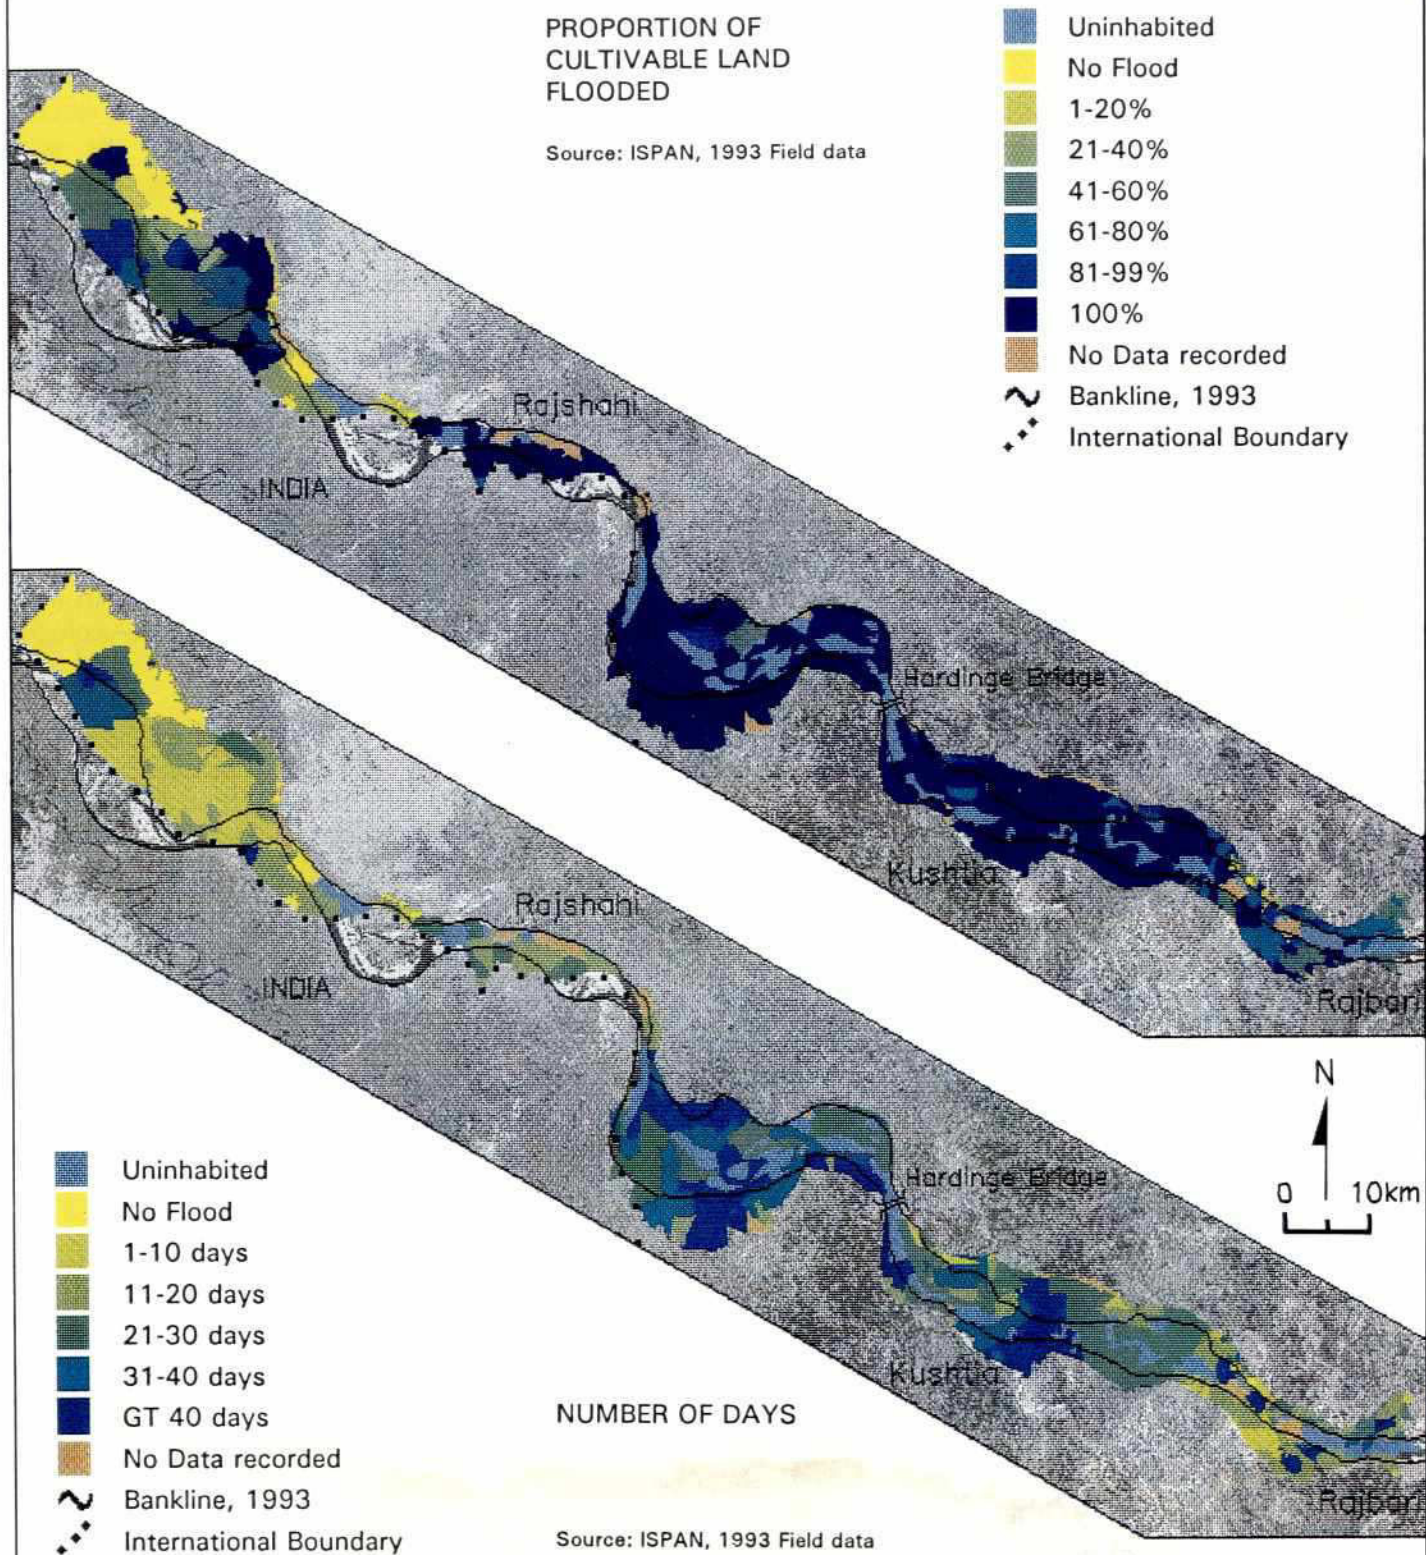 PROPORTION OF
CULTIVABLE LAND
FLOODED
Source: ISPAN, 1993 Field data
Uninhabited
No Flood
1-20%
21-40%
41-60%
61-80%
81-99%
100%
No Data recorded
Bankline, 1993
International Boundary
Rajshahi
INDIA
Hardinge Bridge
Kushtia
Rajbari
N
0 10km
Rajshahi
INDIA
Hardinge Bridge
Kushtia
Rajbari
Uninhabited
No Flood
1-10 days
11-20 days
21-30 days
31-40 days
GT 40 days
No Data recorded
Bankline, 1993
International Boundary
NUMBER OF DAYS
Source: ISPAN, 1993 Field data